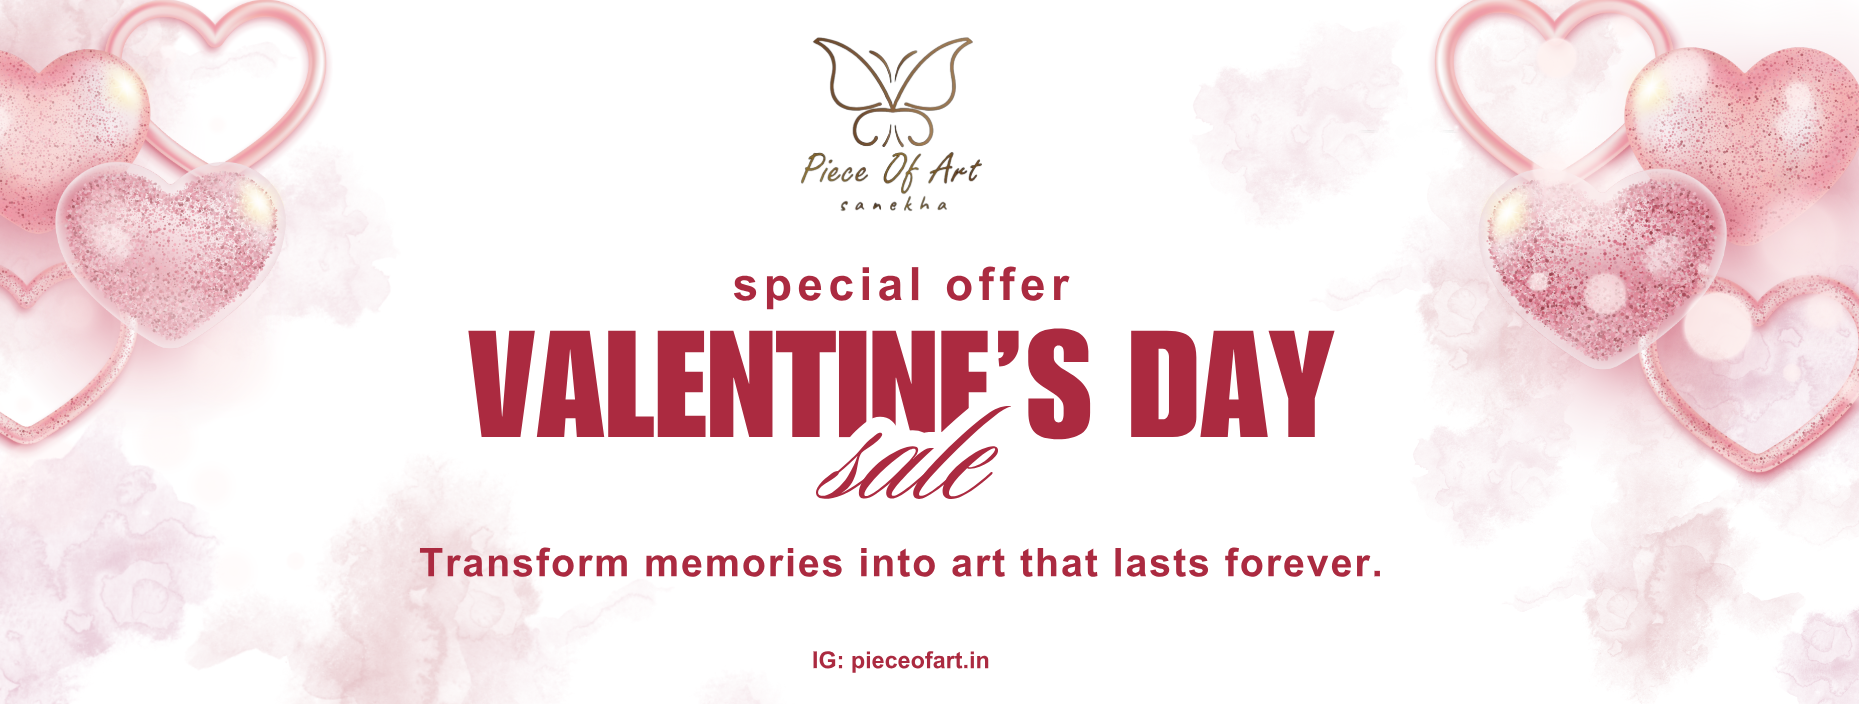 Piece Of Art
sanekha
special offer
VALENTINE’S DAY
sale
Transform memories into art that lasts forever.
IG: pieceofart.in